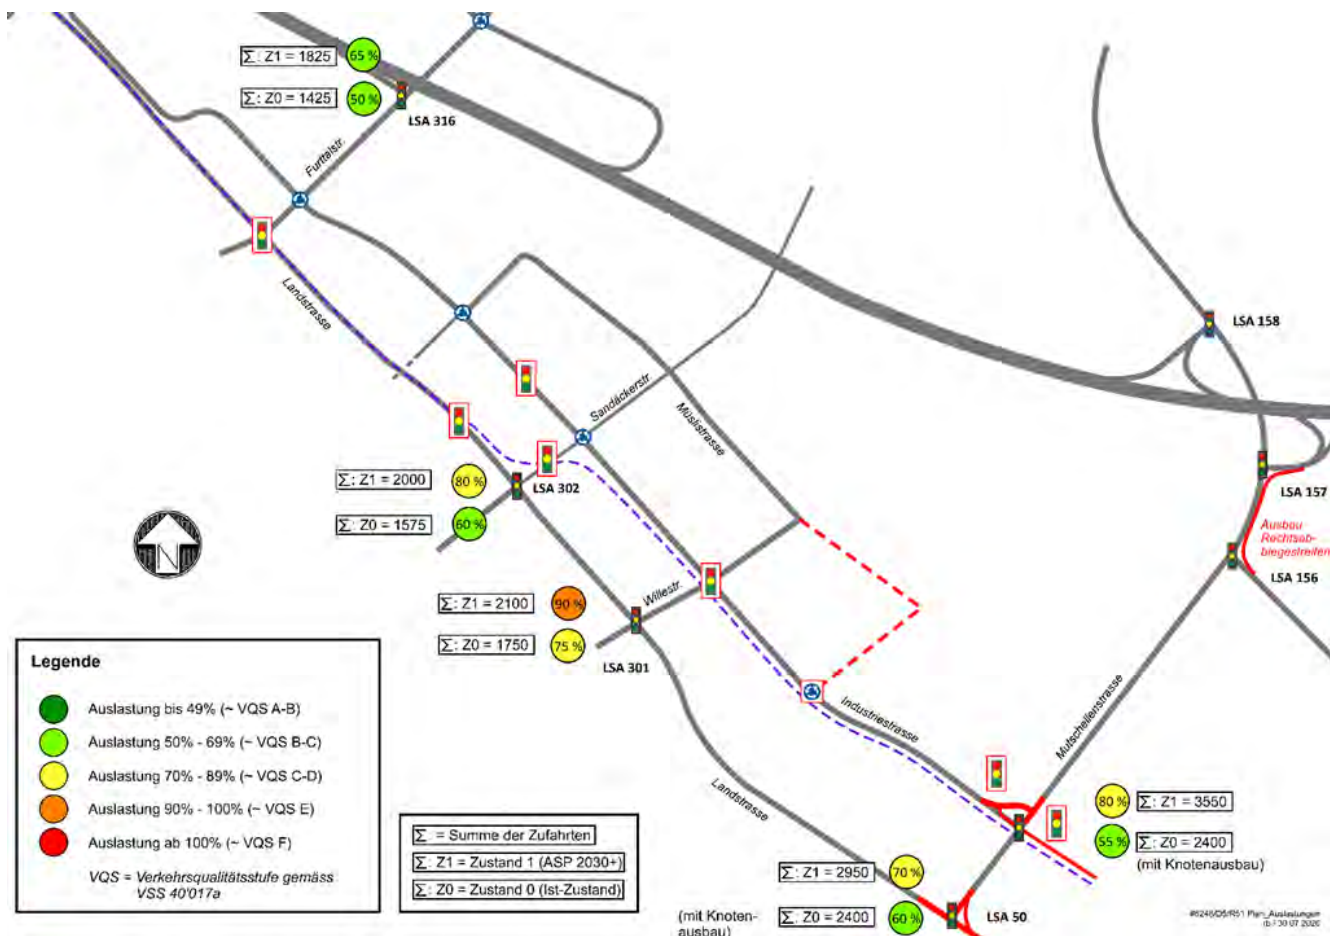 Σ: Z1 = 1825
65 %
Σ: Z0 = 1425
50 %
LSA 316
Furttalstr.
Landstrasse
LSA 158
Sandäckerstr.
Müslistrasse
Σ: Z1 = 2000
80 %
LSA 302
Σ: Z0 = 1575
60 %
LSA 157
Ausbau
Rechtsab-
biegestreifen
LSA 156
N
Willestr.
Σ: Z1 = 2100
90 %
Σ: Z0 = 1750
75 %
LSA 301
Industriestrasse
Mutschellenstrasse
Landstrasse
80 %
Σ: Z1 = 3550
55 %
Σ: Z0 = 2400
(mit Knotenausbau)
Σ: Z1 = 2950
70 %
(mit Knoten-
ausbau)
Σ: Z0 = 2400
60 %
LSA 50
Legende
Auslastung bis 49% (~ VQS A-B)
Auslastung 50% - 69% (~ VQS B-C)
Auslastung 70% - 89% (~ VQS C-D)
Auslastung 90% - 100% (~ VQS E)
Auslastung ab 100% (~ VQS F)
VQS = Verkehrsqualitätsstufe gemäss
VSS 40'017a
Σ = Summe der Zufahrten
Σ: Z1 = Zustand 1 (ASP 2030+)
Σ: Z0 = Zustand 0 (Ist-Zustand)
Plan_Auslastungen